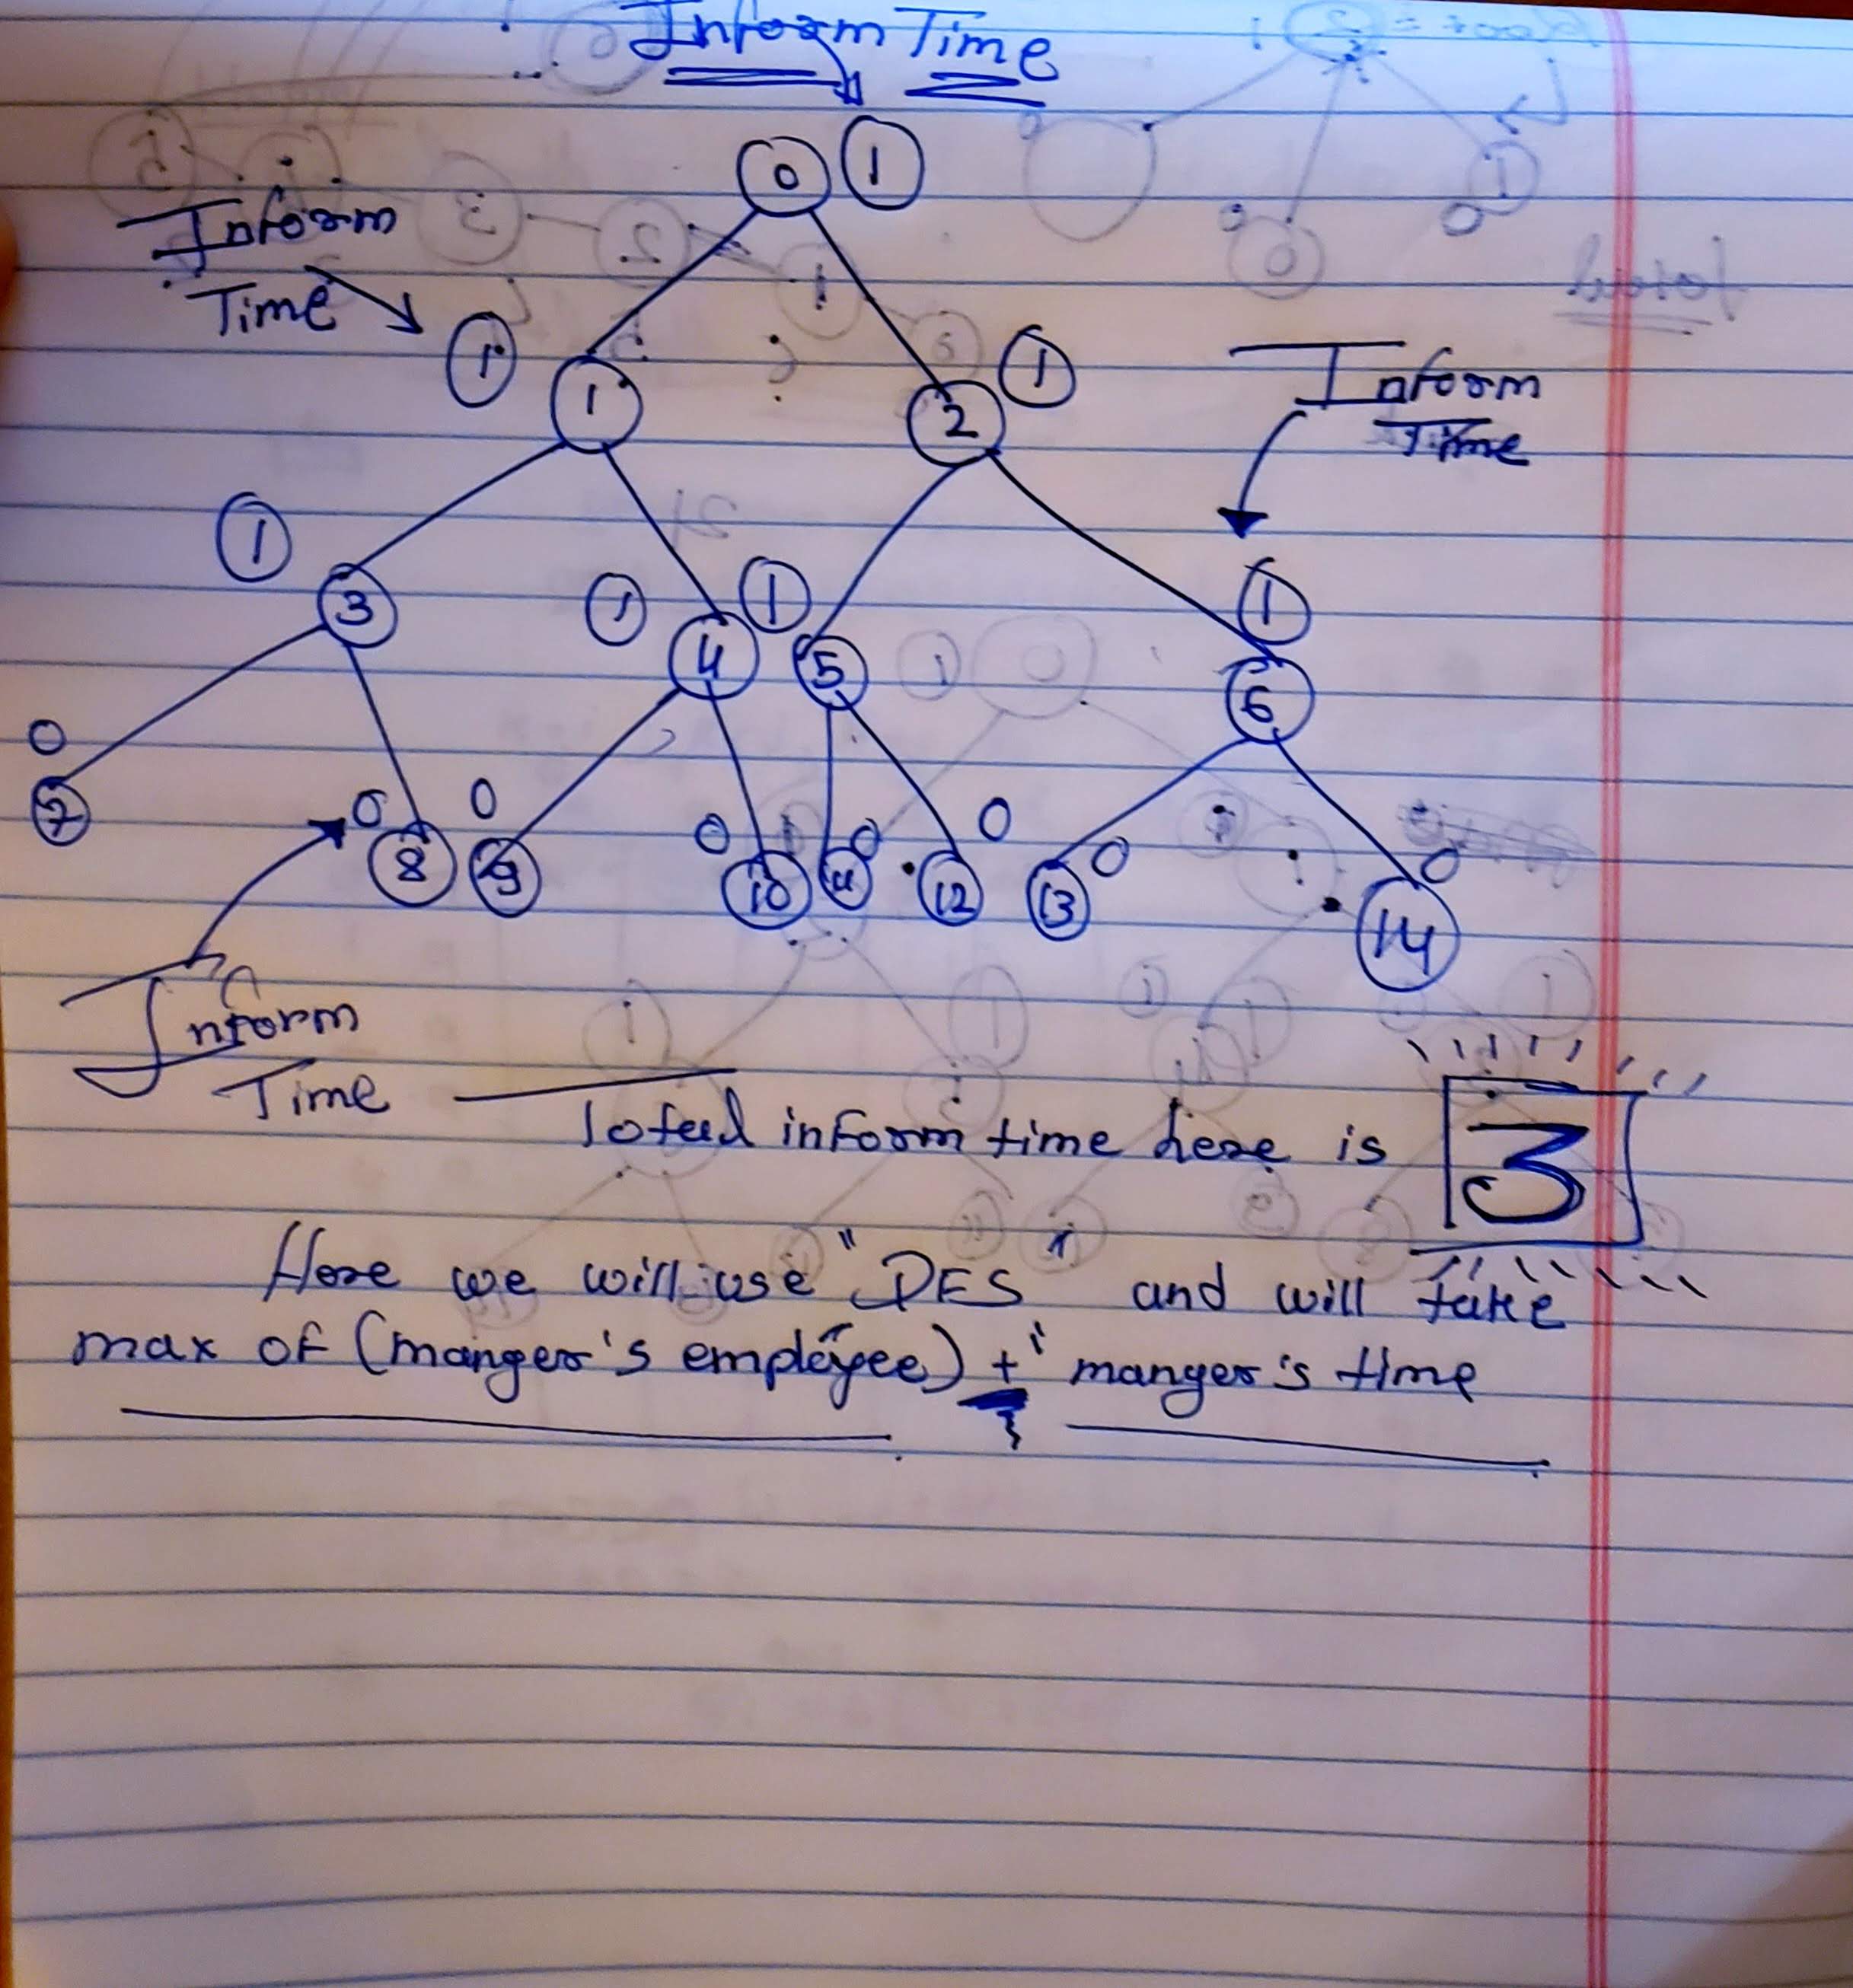 Inform Time
0 1
Inform
Time
1 1
2 1
Inform
Time
1 3
1 4
1 5
1 6
0 0 0 0 0 0 0 0
7 8 9 10 11 12 13 14
Inform
Time
Total inform time here is 3
Here we will use "DFS" and will take
max of (manger's employee) + manger's time